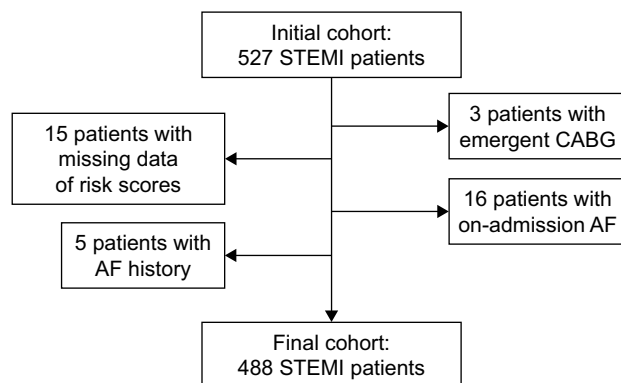 Initial cohort:
527 STEMI patients
3 patients with
emergent CABG
15 patients with
missing data
of risk scores
16 patients with
on-admission AF
5 patients with
AF history
Final cohort:
488 STEMI patients